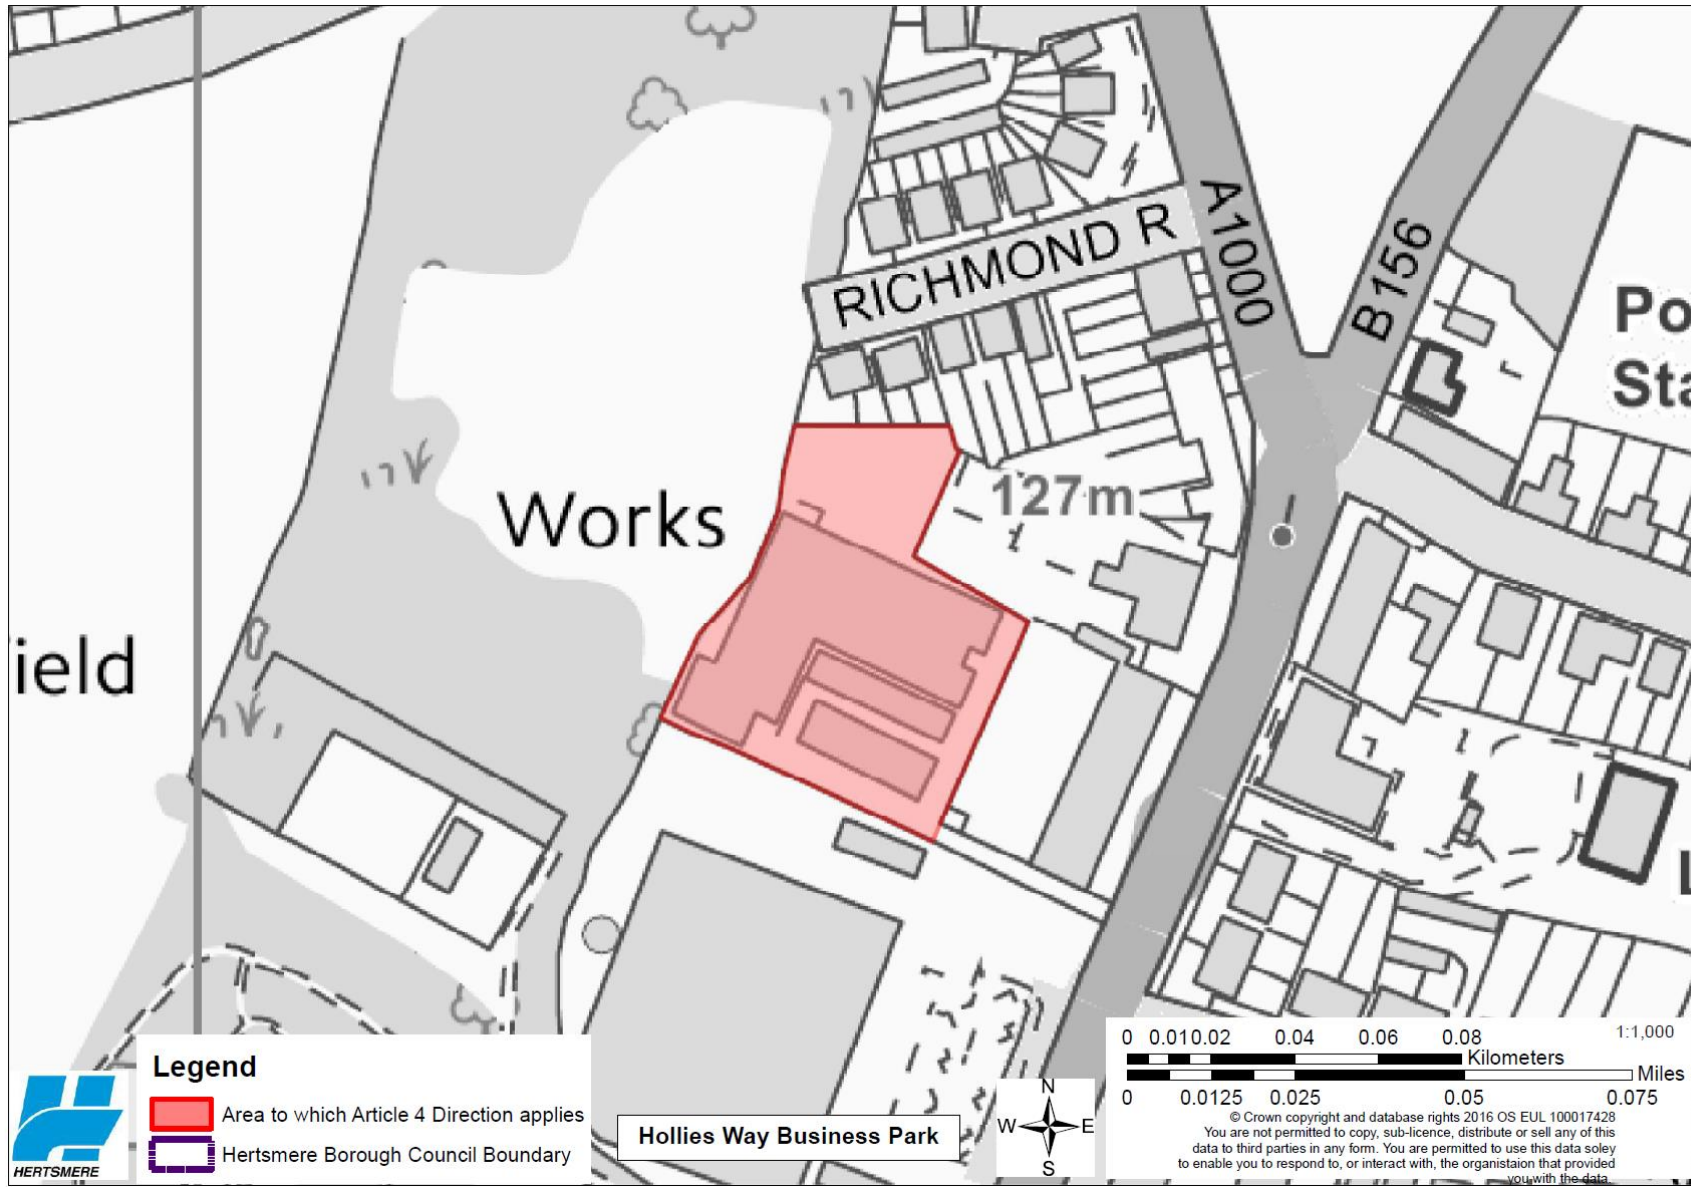 RICHMOND R
A1000
B 156
Po
Sta
127m
Works
ield
L
Legend
Area to which Article 4 Direction applies
Hertsmere Borough Council Boundary
HERTSMERE
Hollies Way Business Park
N
W E
S
0 0.010.02 0.04 0.06 0.08 1:1,000
Kilometers
Miles
0 0.0125 0.025 0.05 0.075
© Crown copyright and database rights 2016 OS EUL 100017428
You are not permitted to copy, sub-licence, distribute or sell any of this
data to third parties in any form. You are permitted to use this data soley
to enable you to respond to, or interact with, the organistaion that provided
you with the data.